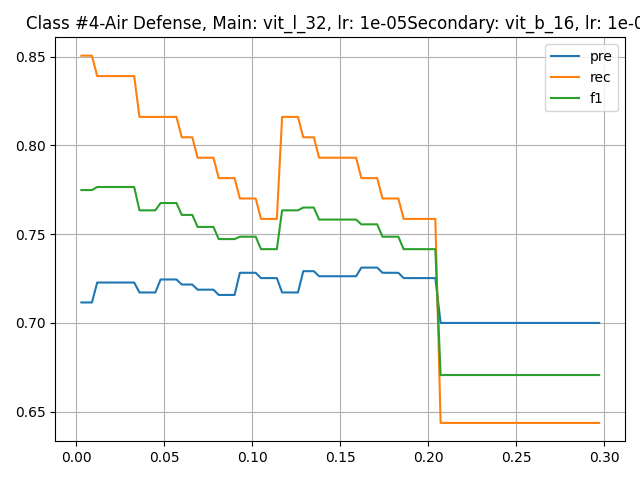 Class #4-Air Defense, Main: vit_l_32, lr: 1e-05Secondary: vit_b_16, lr: 1e-0
0.85
0.80
0.75
0.70
0.65
pre
rec
f1
0.00 0.05 0.10 0.15 0.20 0.25 0.30